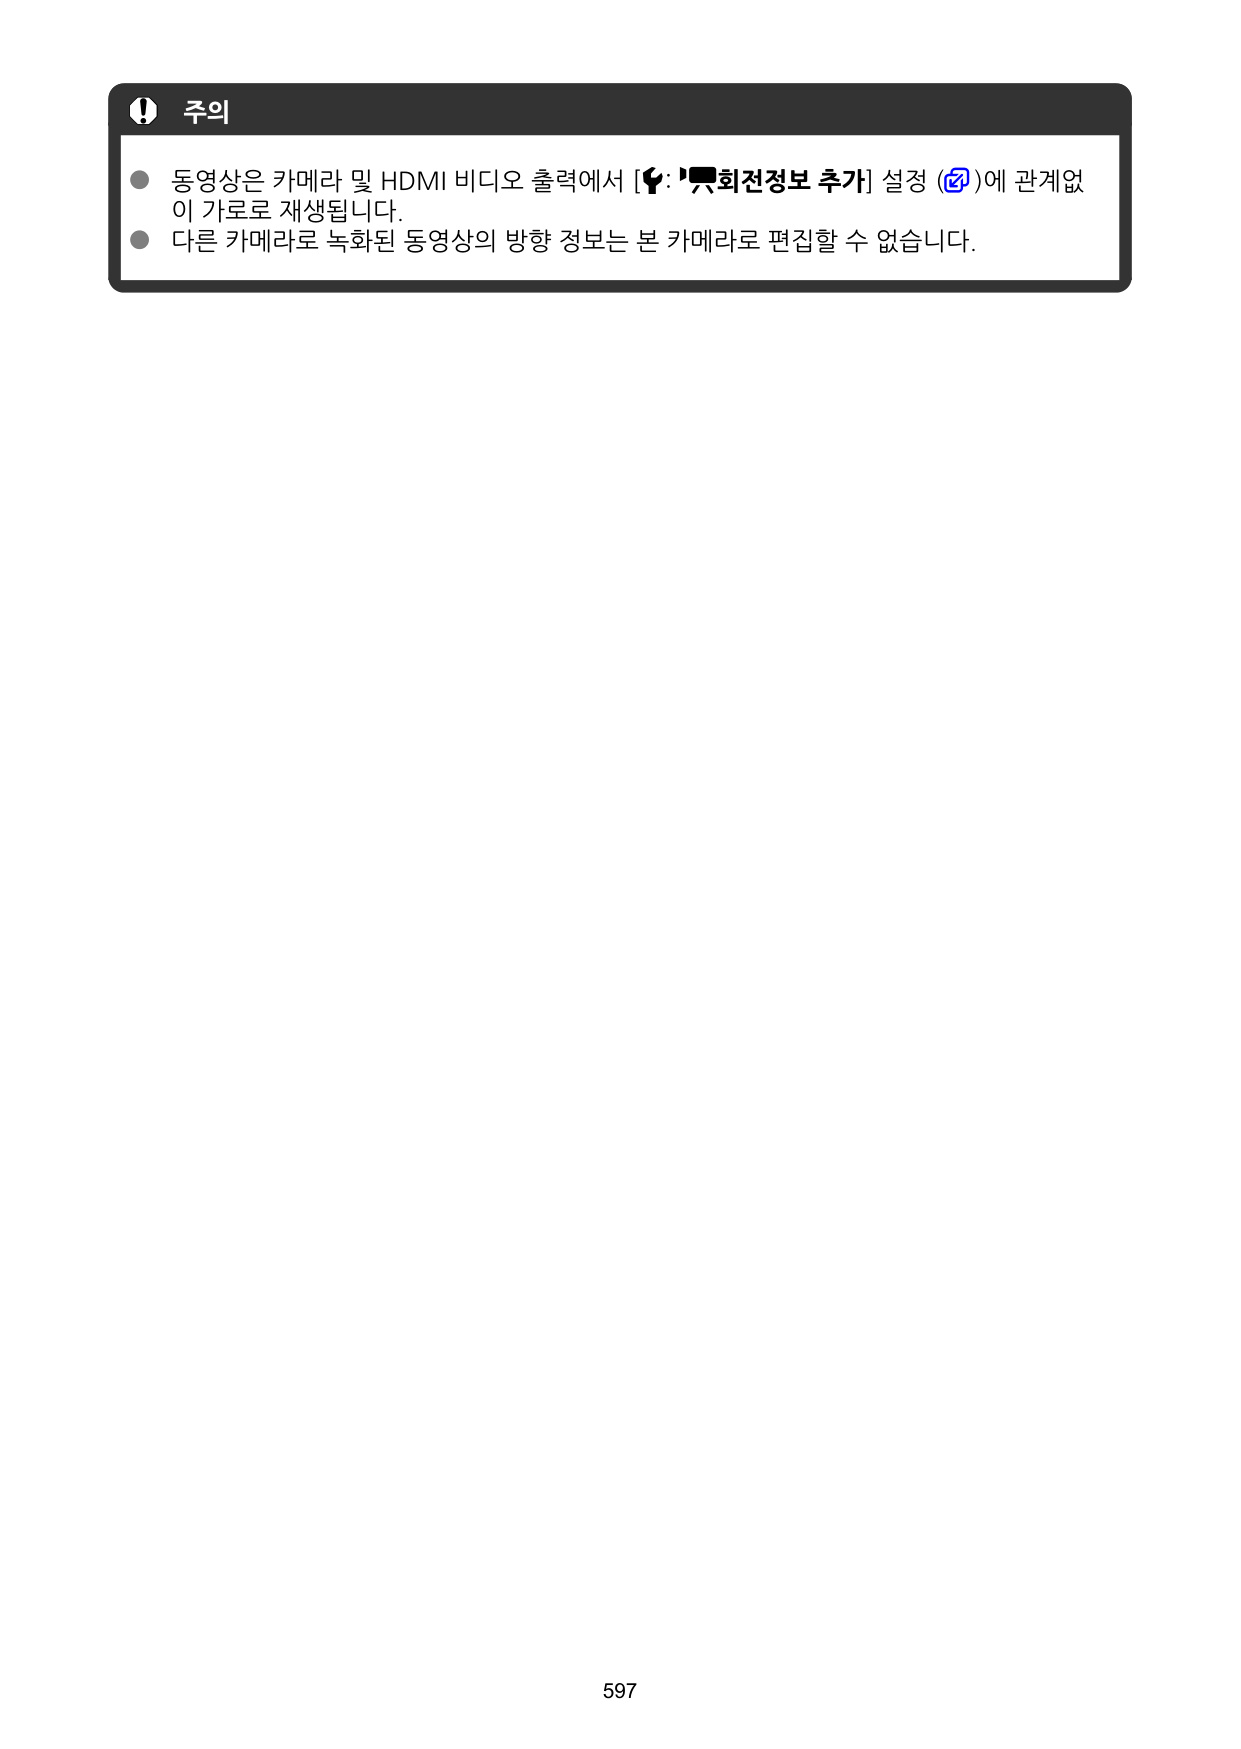 주의
● 동영상은 카메라 및 HDMI 비디오 출력에서 [: 회전정보 추가] 설정 ()에 관계없
이 가로로 재생됩니다.
● 다른 카메라로 녹화된 동영상의 방향 정보는 본 카메라로 편집할 수 없습니다.
597